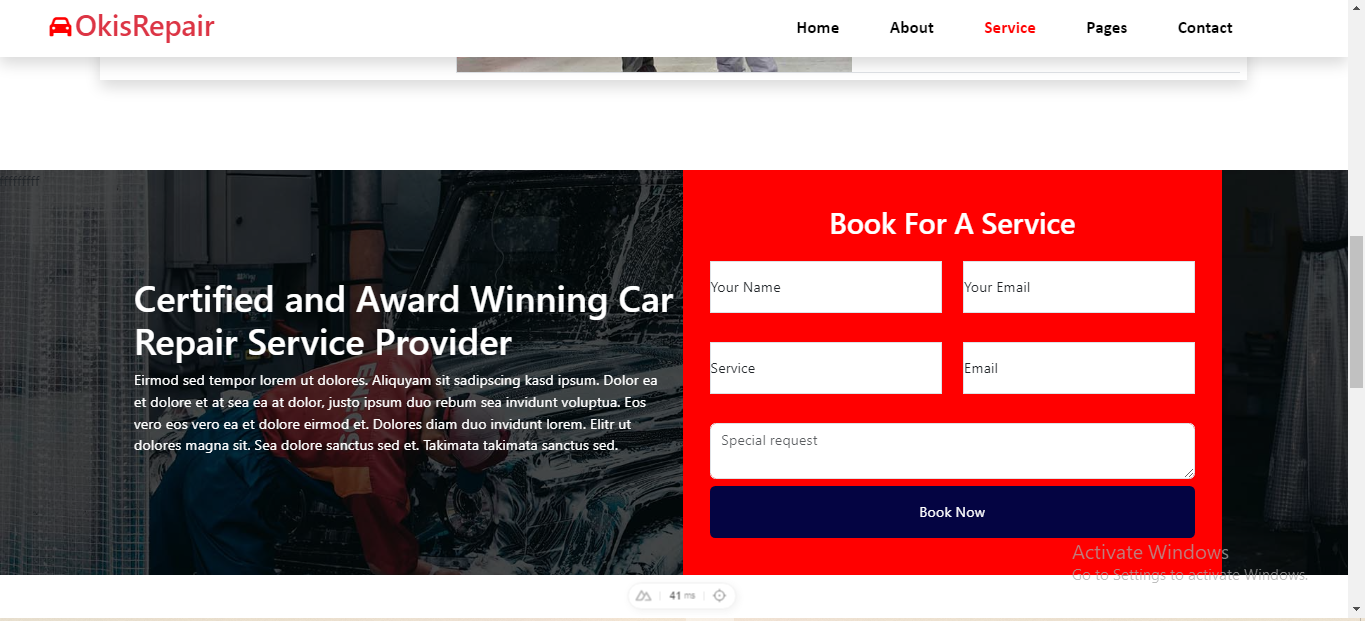 OkisRepair
Home
About
Service
Pages
Contact
Certified and Award Winning Car
Repair Service Provider
Eirmod sed tempor lorem ut dolores. Aliquyam sit sadipscing kasd ipsum. Dolor ea
et dolore et at sea ea at dolor, justo ipsum duo rebum sea invidunt voluptua. Eos
vero eos vero ea et dolore eirmod et. Dolores diam duo invidunt lorem. Elitr ut
dolores magna sit. Sea dolore sanctus sed et. Takimata takimata sanctus sed.
Book For A Service
Your Name
Your Email
Service
Email
Special request
Book Now
Activate Windows
Go to Settings to activate Windows.
41 ms